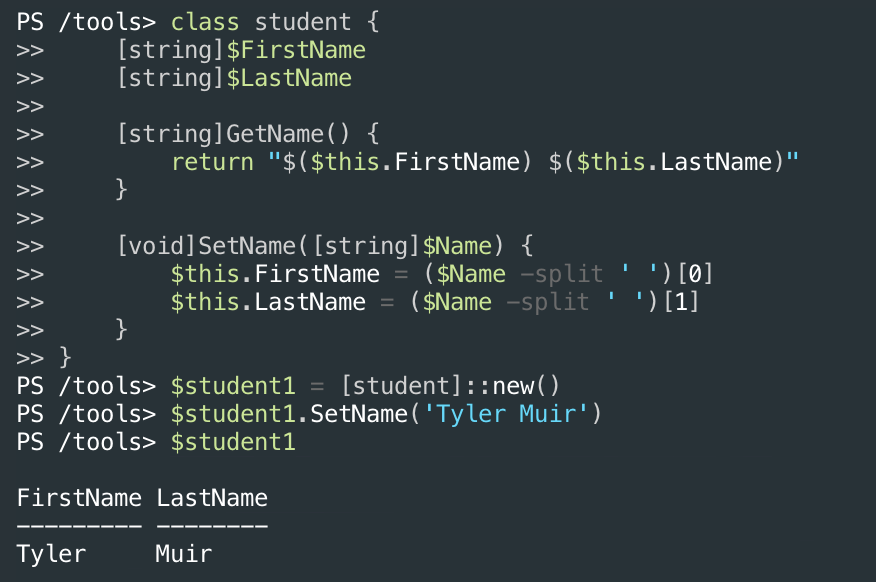 PS /tools> class student {
>>     [string]$FirstName
>>     [string]$LastName
>>
>>     [string]GetName() {
>>         return "$($this.FirstName) $($this.LastName)"
>>     }
>>
>>     [void]SetName([string]$Name) {
>>         $this.FirstName = ($Name -split ' ')[0]
>>         $this.LastName = ($Name -split ' ')[1]
>>     }
>> }
PS /tools> $student1 = [student]::new()
PS /tools> $student1.SetName('Tyler Muir')
PS /tools> $student1

FirstName LastName
--------- --------
Tyler     Muir